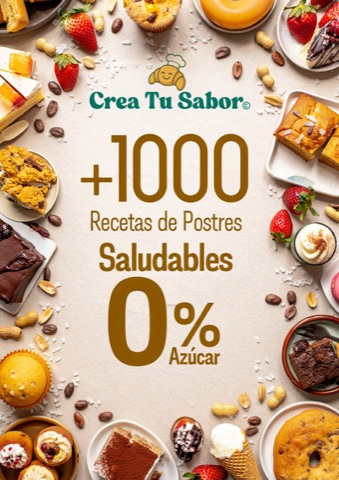 Crea Tu Sabor©
+1000
Recetas de Postres
Saludables
0%
Azúcar